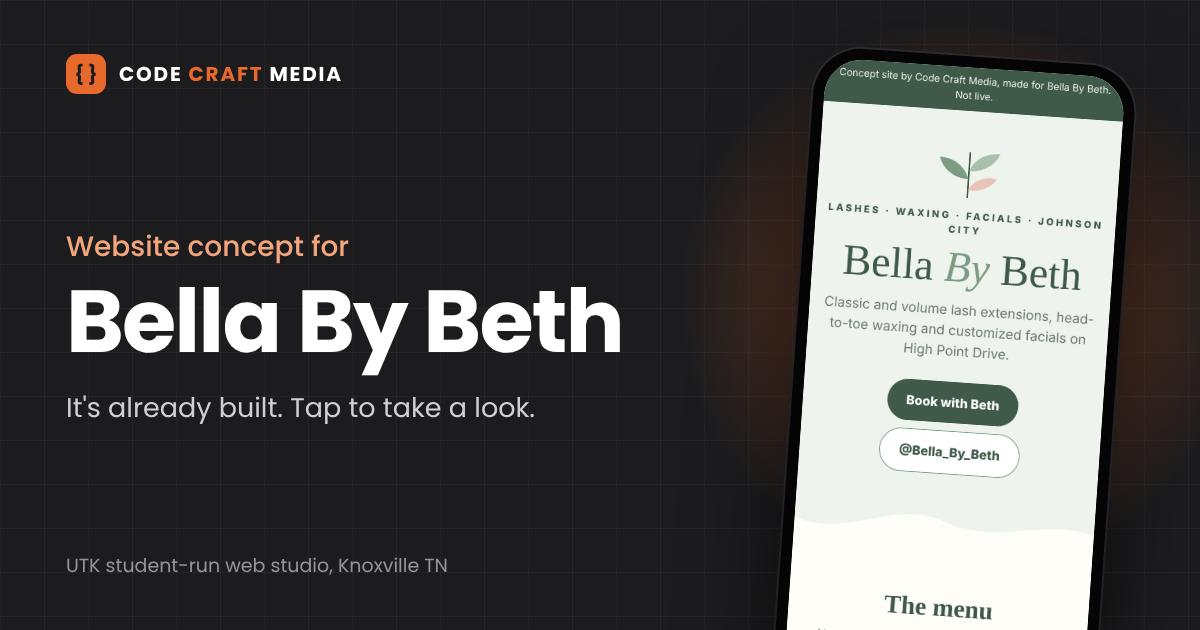 { } CODE CRAFT MEDIA
Website concept for
Bella By Beth
It's already built. Tap to take a look.
UTK student-run web studio, Knoxville TN
Concept site by Code Craft Media, made for Bella By Beth.
Not live.
LASHES · WAXING · FACIALS · JOHNSON
CITY
Bella By Beth
Classic and volume lash extensions, head-
to-toe waxing and customized facials on
High Point Drive.
Book with Beth
@Bella_By_Beth
The menu